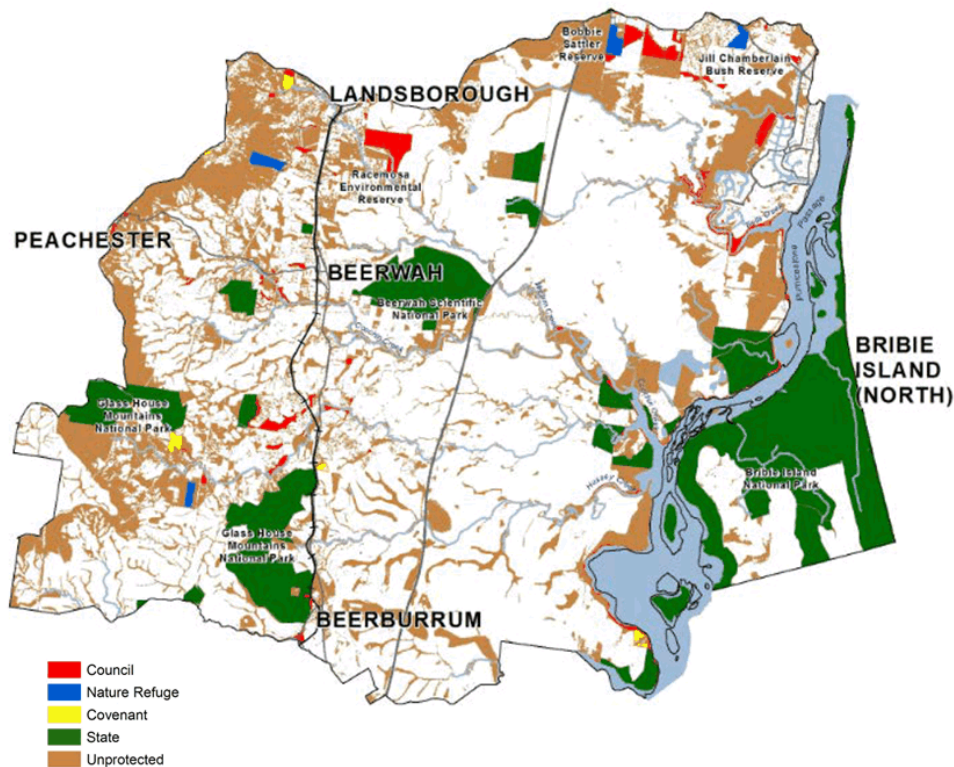 Bobbie
Sattler
Reserve
Jill Chamberlain
Bush Reserve
LANDSBOROUGH
Racemosa
Environmental
Reserve
PEACHESTER
BEERWAH
Beerwah Scientific
National Park
Pumicestone
Passage
BRIBIE
ISLAND
(NORTH)
Glass House
Mountains
National Park
Bribie Island
National Park
Glass House
Mountains
National Park
BEERBURRUM
Council
Nature Refuge
Covenant
State
Unprotected